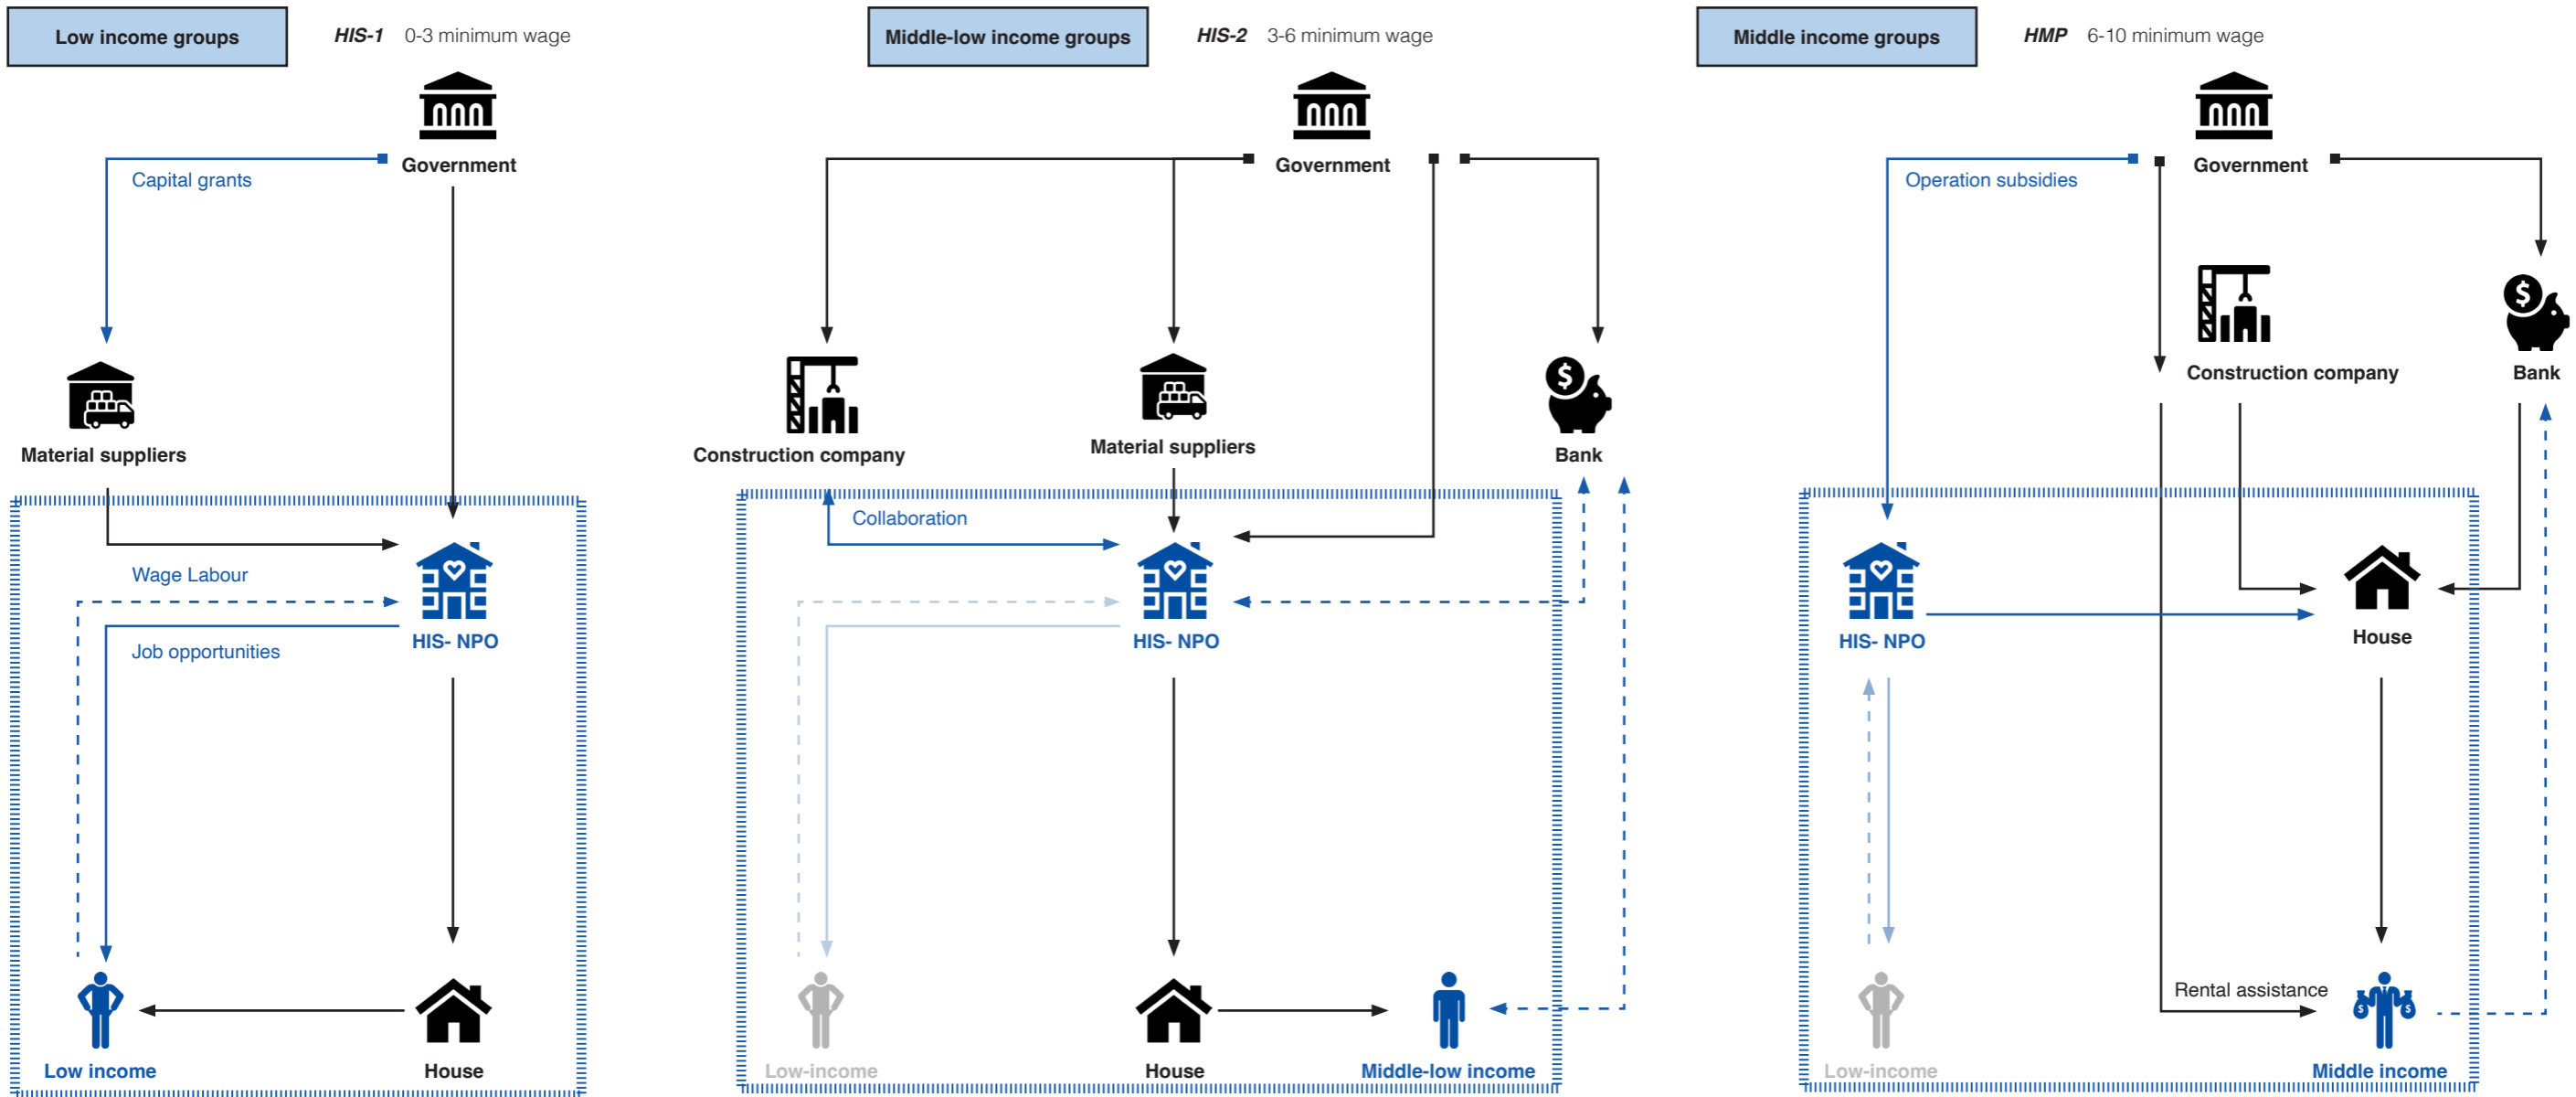 Low income groups
HIS-1 0-3 minimum wage
Government
Capital grants
Material suppliers
Wage Labour
HIS- NPO
Job opportunities
Low income
House
Middle-low income groups
HIS-2 3-6 minimum wage
Government
Construction company
Material suppliers
Bank
Collaboration
HIS- NPO
Low-income
House
Middle-low income
Middle income groups
HMP 6-10 minimum wage
Government
Operation subsidies
$
Construction company
Bank
HIS- NPO
House
Rental assistance
$ $
Low-income
Middle income
$